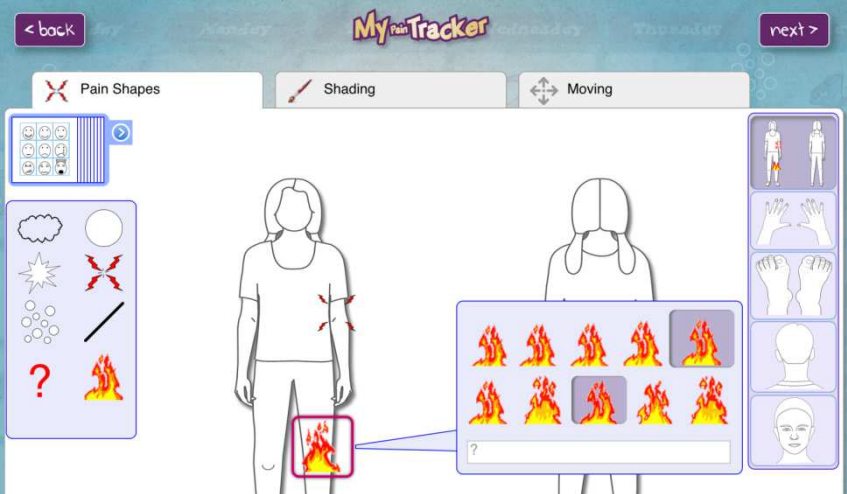 < back
My Pain Tracker
next >
Pain Shapes
Shading
Moving
?
?